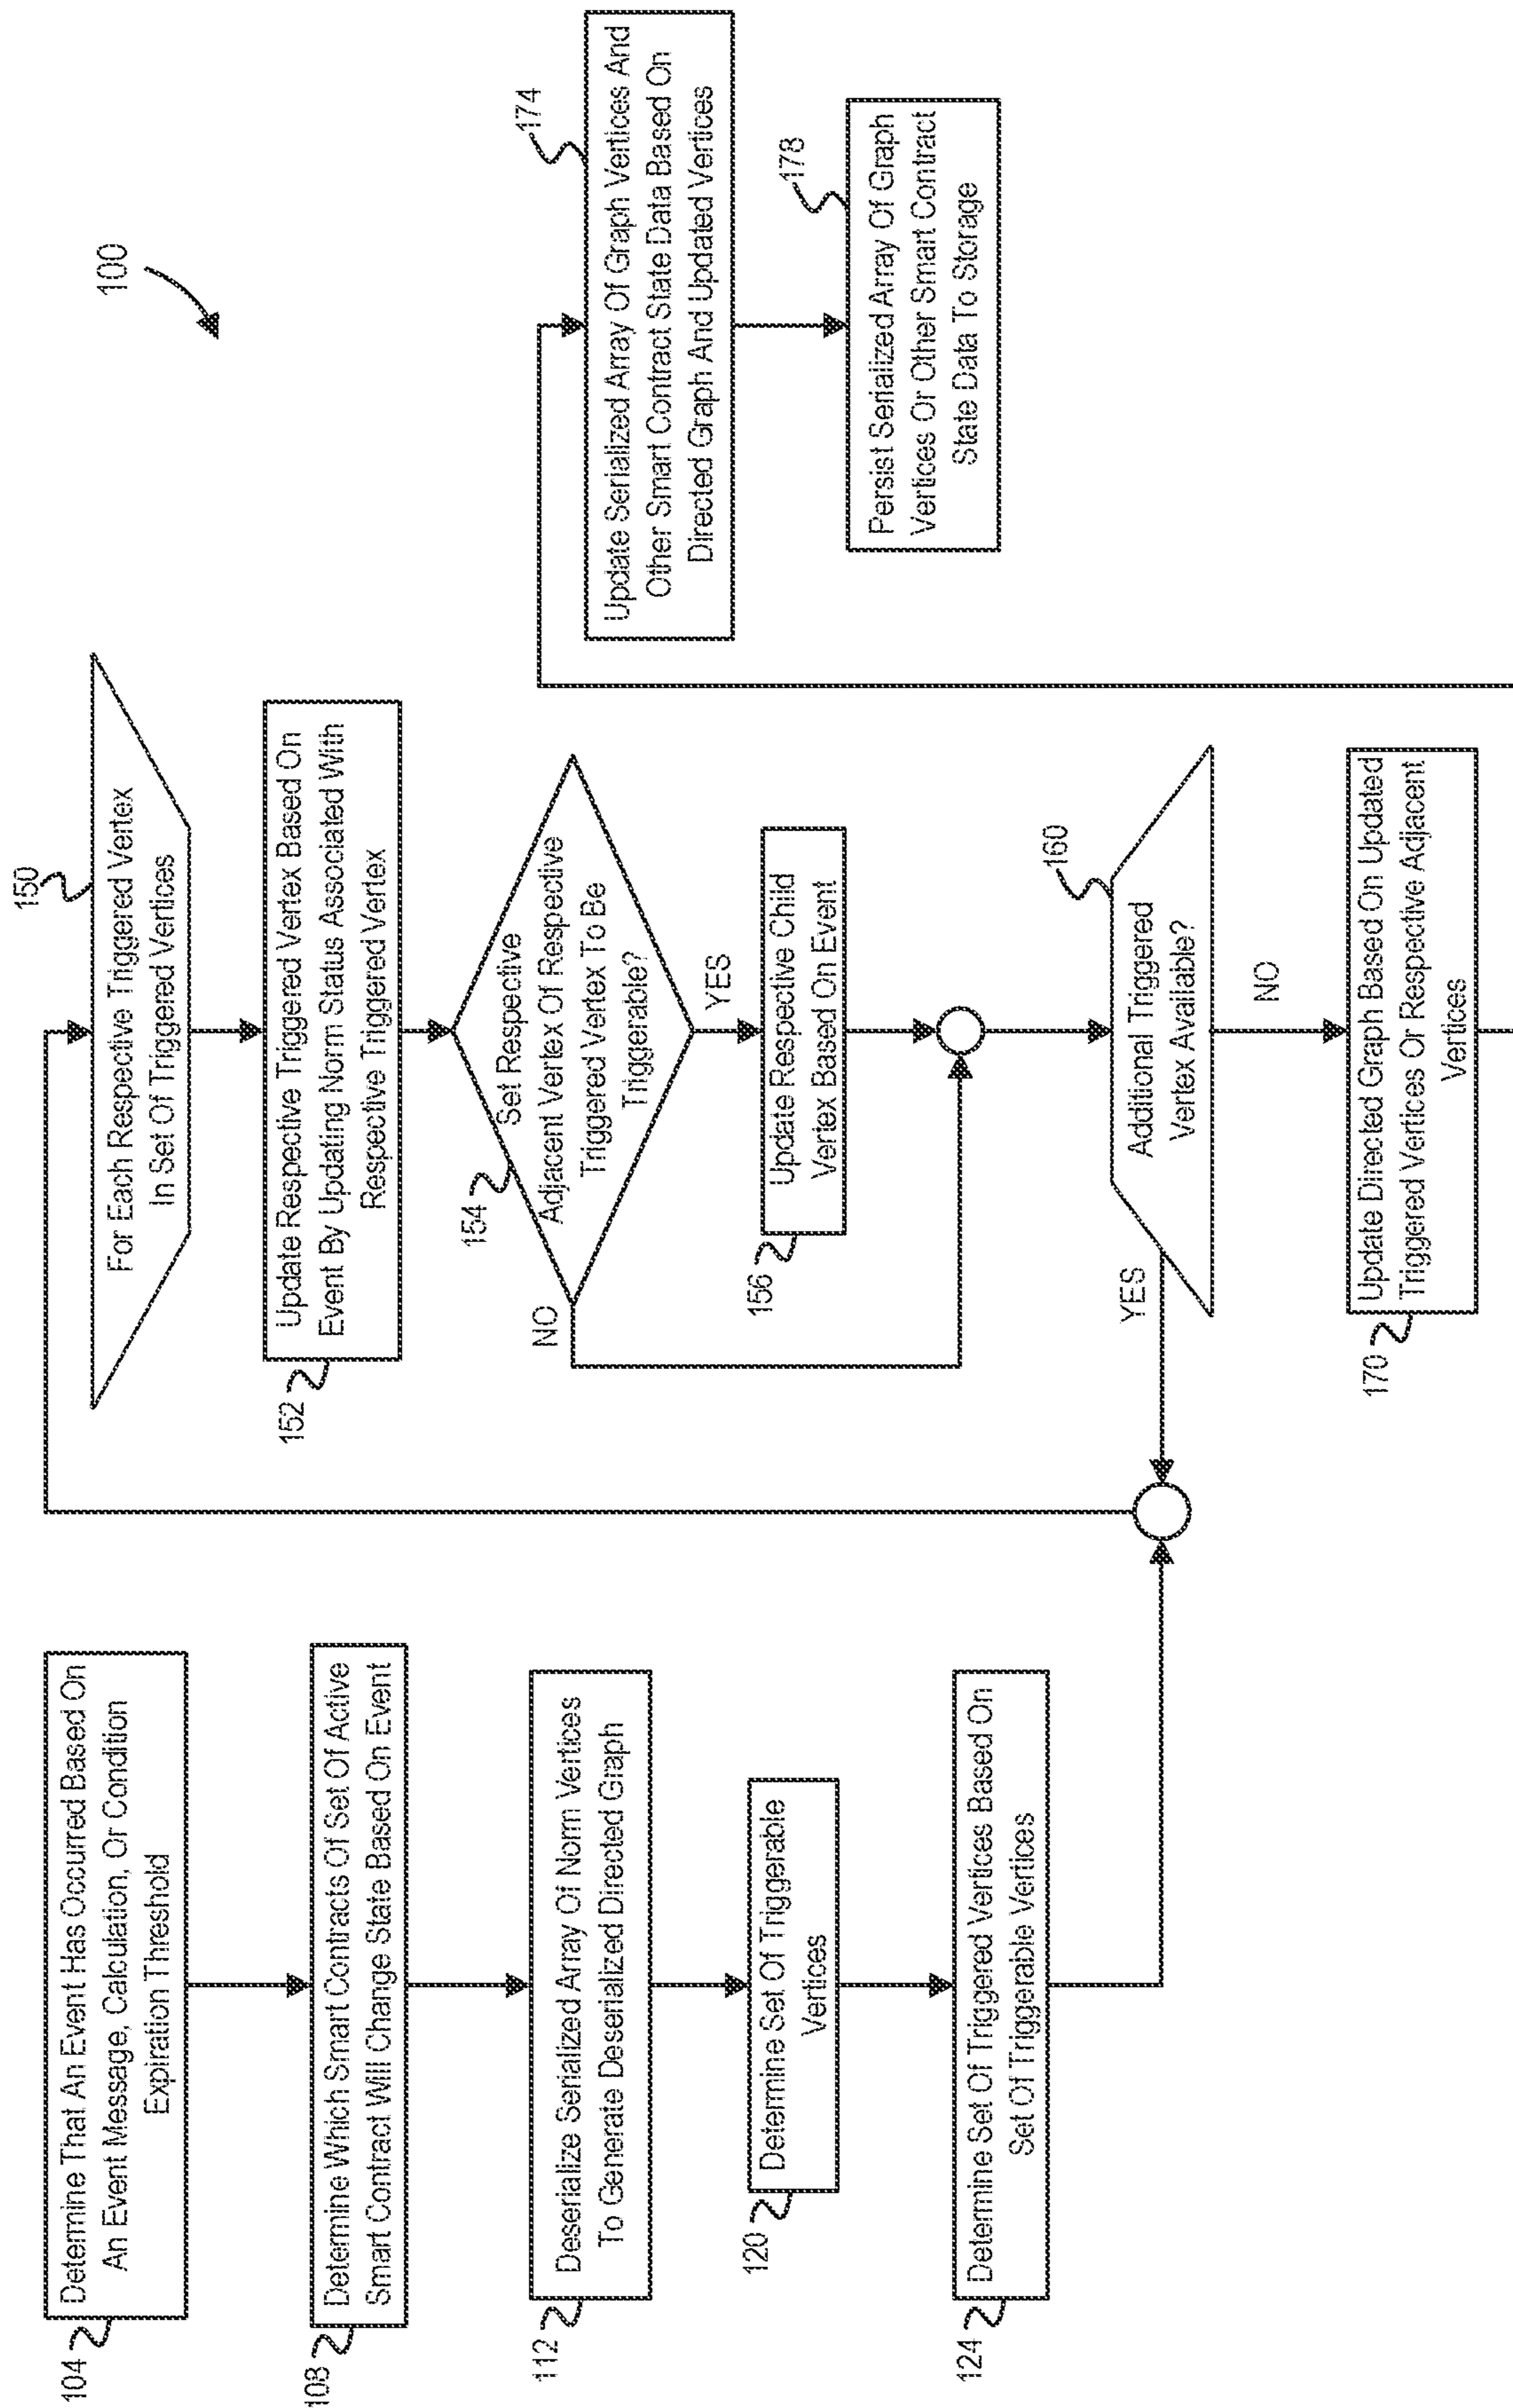 100
104
Determine That An Event Has Occurred Based On
An Event Message, Calculation, Or Condition
Expiration Threshold
108
Determine Which Smart Contracts Of Set Of Active
Smart Contract Will Change State Based On Event
112
Deserialize Serialized Array Of Norm Vertices
To Generate Deserialized Directed Graph
120
Determine Set Of Triggerable
Vertices
124
Determine Set Of Triggered Vertices Based On
Set Of Triggerable Vertices
150
For Each Respective Triggered Vertex
In Set Of Triggered Vertices
152
Update Respective Triggered Vertex Based On
Event By Updating Norm Status Associated With
Respective Triggered Vertex
154
Set Respective
Adjacent Vertex Of Respective
Triggered Vertex To Be
Triggerable?
NO
YES
156
Update Respective Child
Vertex Based On Event
160
Additional Triggered
Vertex Available?
YES
NO
170
Update Directed Graph Based On Updated
Triggered Vertices Or Respective Adjacent
Vertices
174
Update Serialized Array Of Graph Vertices And
Other Smart Contract State Data Based On
Directed Graph And Updated Vertices
178
Persist Serialized Array Of Graph
Vertices Or Other Smart Contract
State Data To Storage